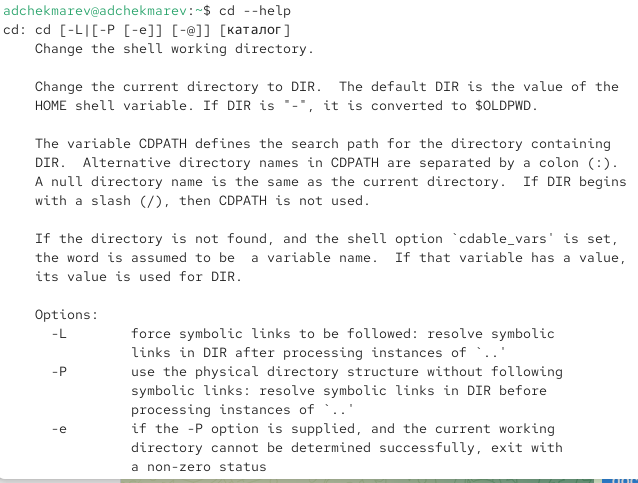 adchekmarev@adchekmarev:~$ cd --help
cd: cd [-L|[-P [-e]] [-@]] [каталог]
    Change the shell working directory.

    Change the current directory to DIR.  The default DIR is the value of the
    HOME shell variable. If DIR is "-", it is converted to $OLDPWD.

    The variable CDPATH defines the search path for the directory containing
    DIR.  Alternative directory names in CDPATH are separated by a colon (:).
    A null directory name is the same as the current directory.  If DIR begins
    with a slash (/), then CDPATH is not used.

    If the directory is not found, and the shell option `cdable_vars' is set,
    the word is assumed to be  a variable name.  If that variable has a value,
    its value is used for DIR.

    Options:
      -L        force symbolic links to be followed: resolve symbolic
                links in DIR after processing instances of `..'
      -P        use the physical directory structure without following
                symbolic links: resolve symbolic links in DIR before
                processing instances of `..'
      -e        if the -P option is supplied, and the current working
                directory cannot be determined successfully, exit with
                a non-zero status